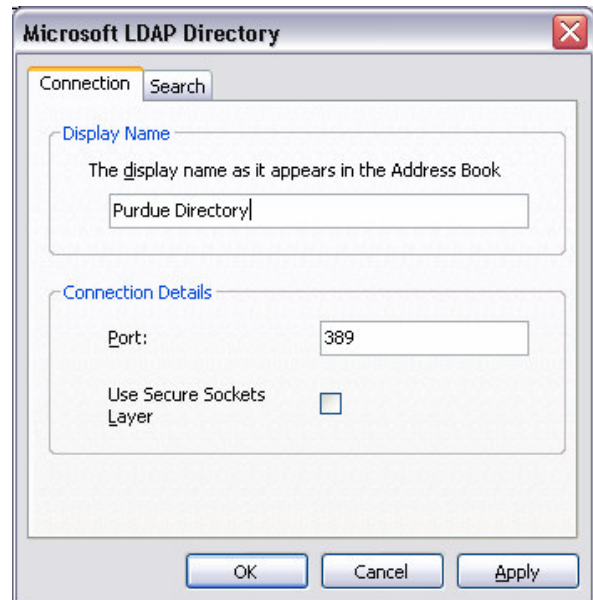 Microsoft LDAP Directory
Connection
Search
Display Name
The display name as it appears in the Address Book
Purdue Directory
Connection Details
Port:
389
Use Secure Sockets
Layer
OK
Cancel
Apply